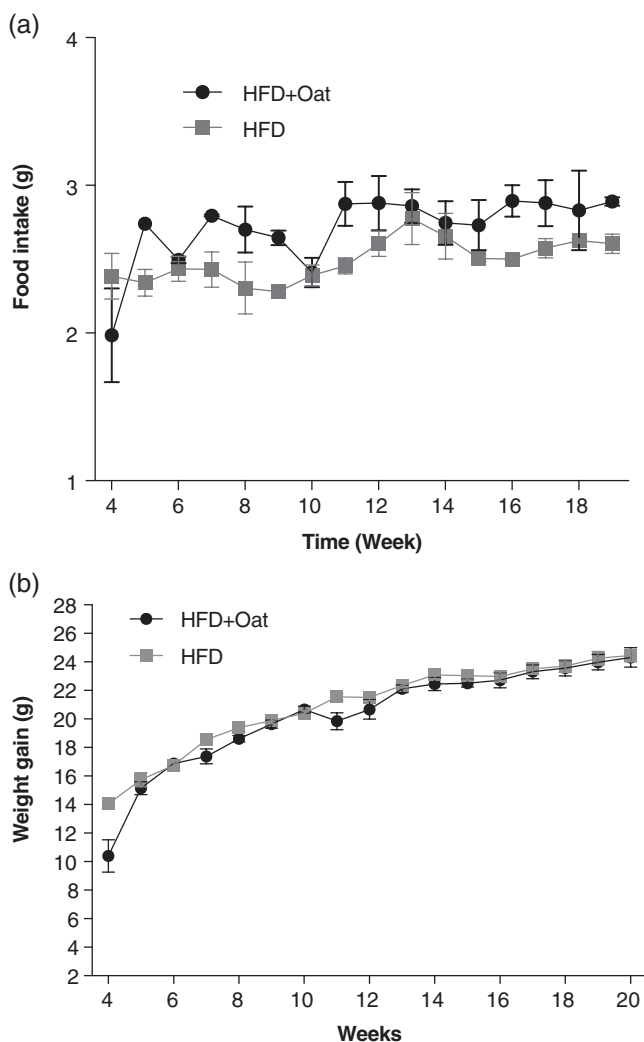 (a)
4
3
2
1
Food intake (g)
HFD+Oat
HFD
4 6 8 10 12 14 16 18
Time (Week)
(b)
28
26
24
22
20
18
16
14
12
10
8
6
4
2
Weight gain (g)
HFD+Oat
HFD
4 6 8 10 12 14 16 18 20
Weeks